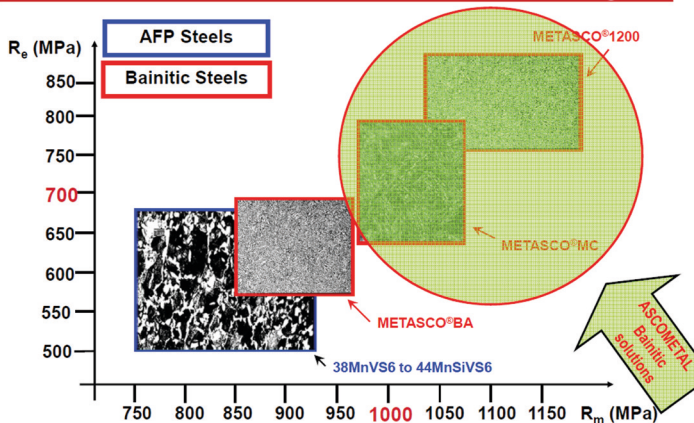 Re (MPa)
AFP Steels
Bainitic Steels
METASCO®1200
850
800
750
700
650
600
550
500
METASCO®MC
METASCO®BA
38MnVS6 to 44MnSiVS6
ASCOMETAL
Bainitic
solutions
750 800 850 900 950 1000 1050 1100 1150
Rm (MPa)